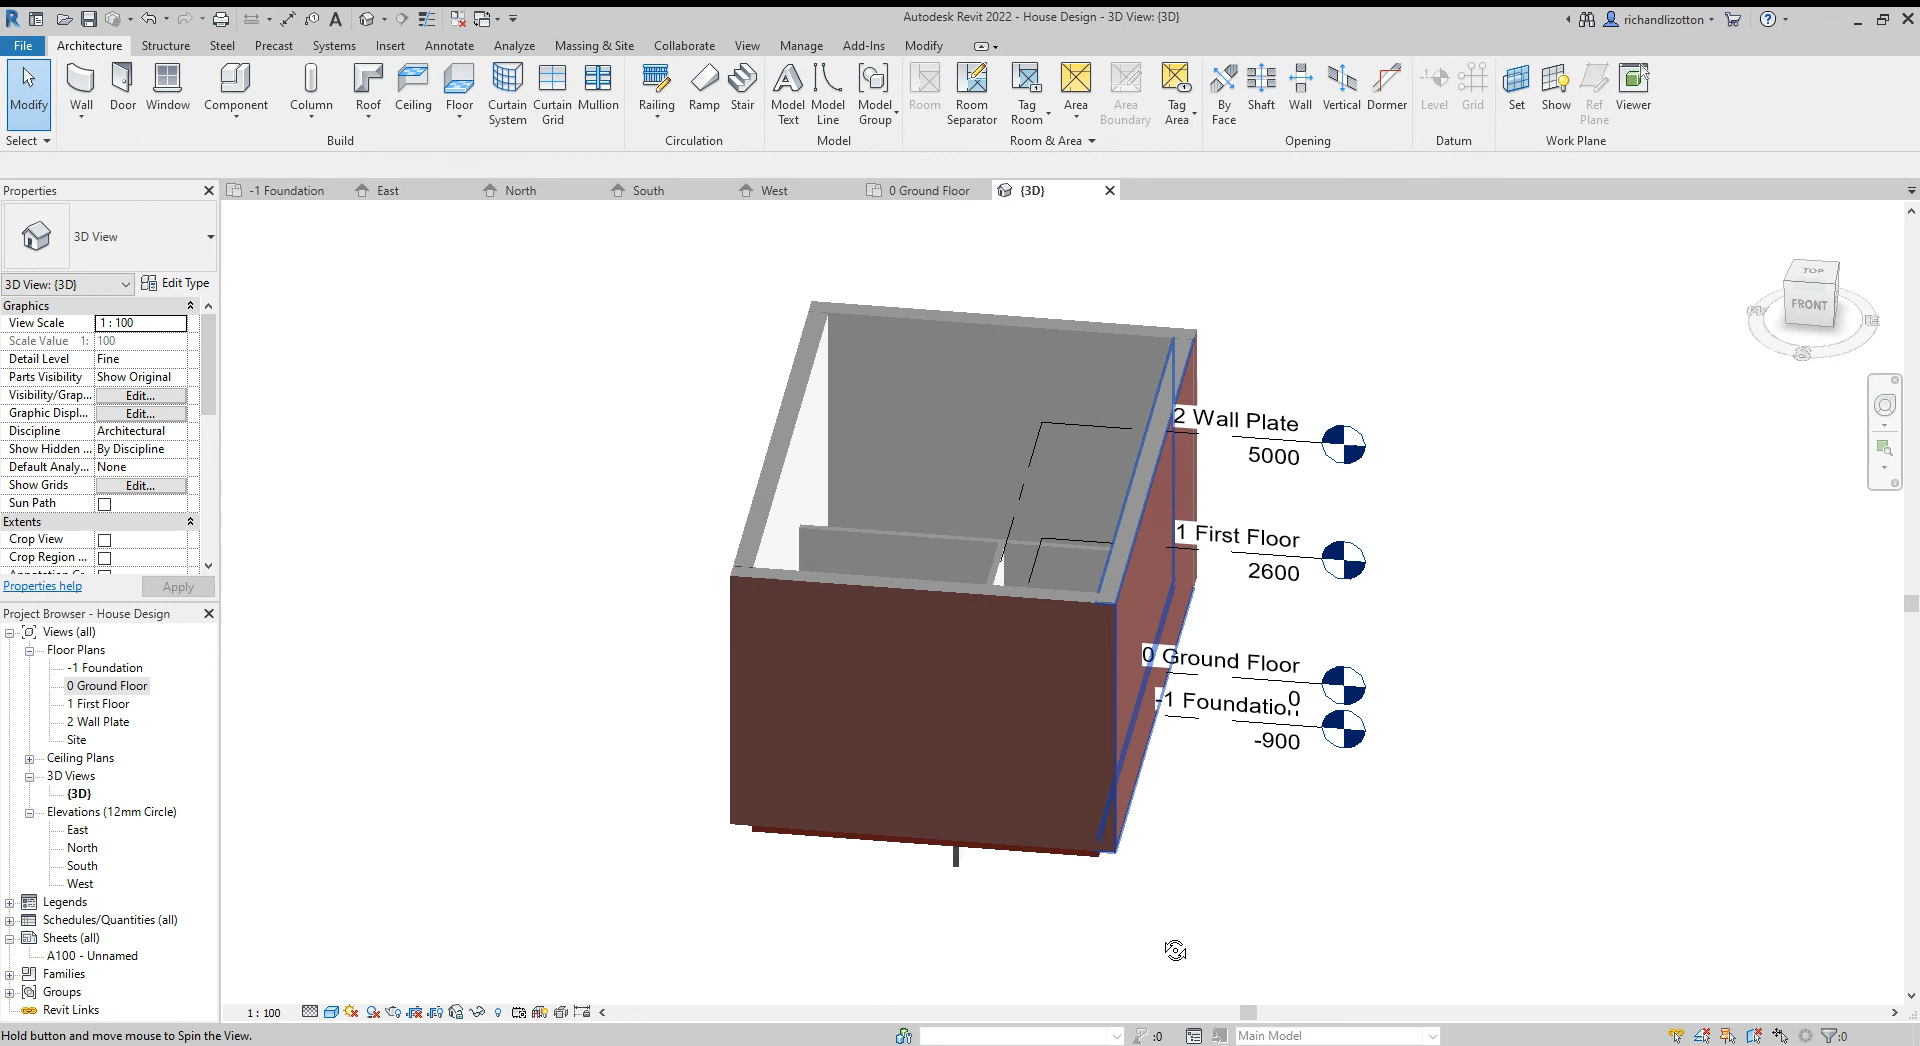 Autodesk Revit 2022 - House Design - 3D View: {3D}
richandlizotton
File Architecture Structure Steel Precast Systems Insert Annotate Analyze Massing & Site Collaborate View Manage Add-Ins Modify
Modify Wall Door Window Component Column Roof Ceiling Floor Curtain System Curtain Grid Mullion Railing Ramp Stair Model Text Model Line Model Group Room Room Separator Tag Room Area Area Boundary Tag Area By Face Shaft Wall Vertical Dormer Level Grid Set Show Ref Plane Viewer
Select Build Circulation Model Room & Area Opening Datum Work Plane
Properties
-1 Foundation East North South West 0 Ground Floor {3D}
3D View
3D View: {3D} Edit Type
Graphics
View Scale 1 : 100
Scale Value 1: 100
Detail Level Fine
Parts Visibility Show Original
Visibility/Grap... Edit...
Graphic Displ... Edit...
Discipline Architectural
Show Hidden ... By Discipline
Default Analy... None
Show Grids Edit...
Sun Path
Extents
Crop View
Crop Region ...
Properties help Apply
Project Browser - House Design
Views (all)
Floor Plans
-1 Foundation
0 Ground Floor
1 First Floor
2 Wall Plate
Site
Ceiling Plans
3D Views
{3D}
Elevations (12mm Circle)
East
North
South
West
Legends
Schedules/Quantities (all)
Sheets (all)
A100 - Unnamed
Families
Groups
Revit Links
TOP
FRONT
S
E
2 Wall Plate
5000
1 First Floor
2600
0 Ground Floor
0
-1 Foundation
-900
1 : 100
Hold button and move mouse to Spin the View.
:0
Main Model
:0